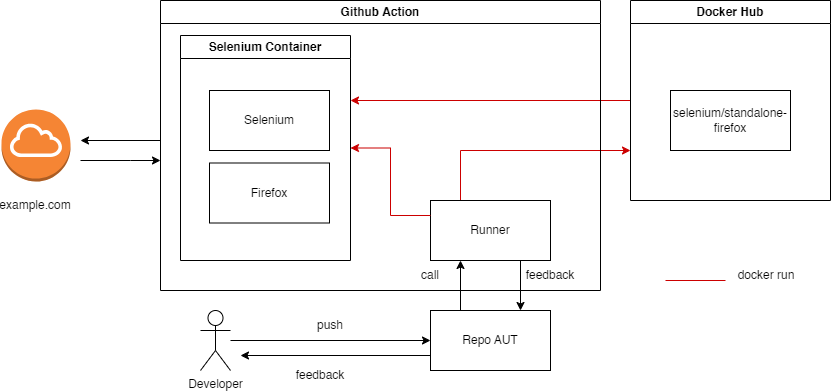 Github Action
Docker Hub
Selenium Container
Selenium
selenium/standalone-
firefox
Firefox
example.com
Runner
call
feedback
docker run
push
Repo AUT
feedback
Developer